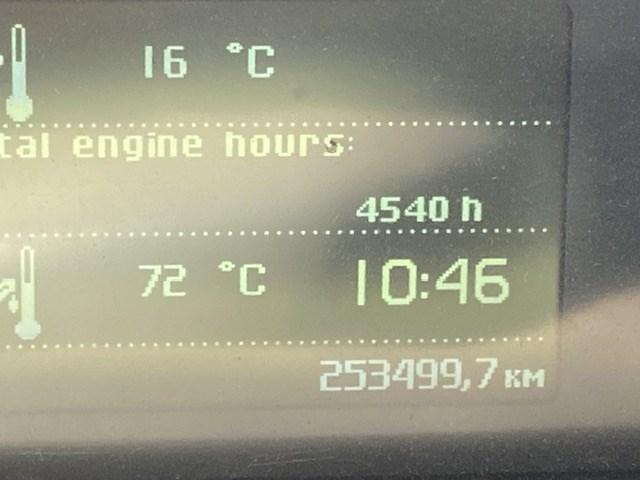 16 °C
tal engine hours:
4540 h
72 °C 10:46
253499,7 км